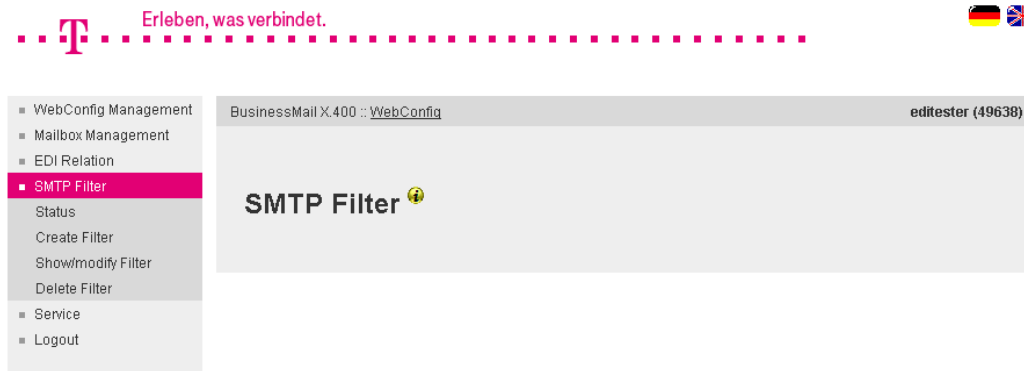 Erleben, was verbindet.
T
WebConfig Management
BusinessMail X.400 :: WebConfig
editester (49638)
Mailbox Management
EDI Relation
SMTP Filter
Status
Create Filter
Show/modify Filter
Delete Filter
Service
Logout
SMTP Filter